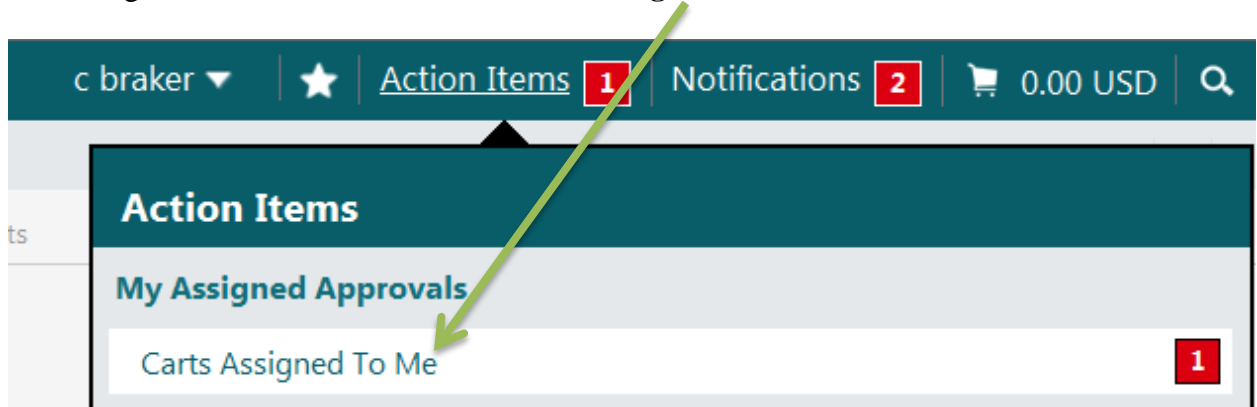 c braker ▼ ★ Action Items 1 Notifications 2 0.00 USD
Action Items
ts
My Assigned Approvals
Carts Assigned To Me 1